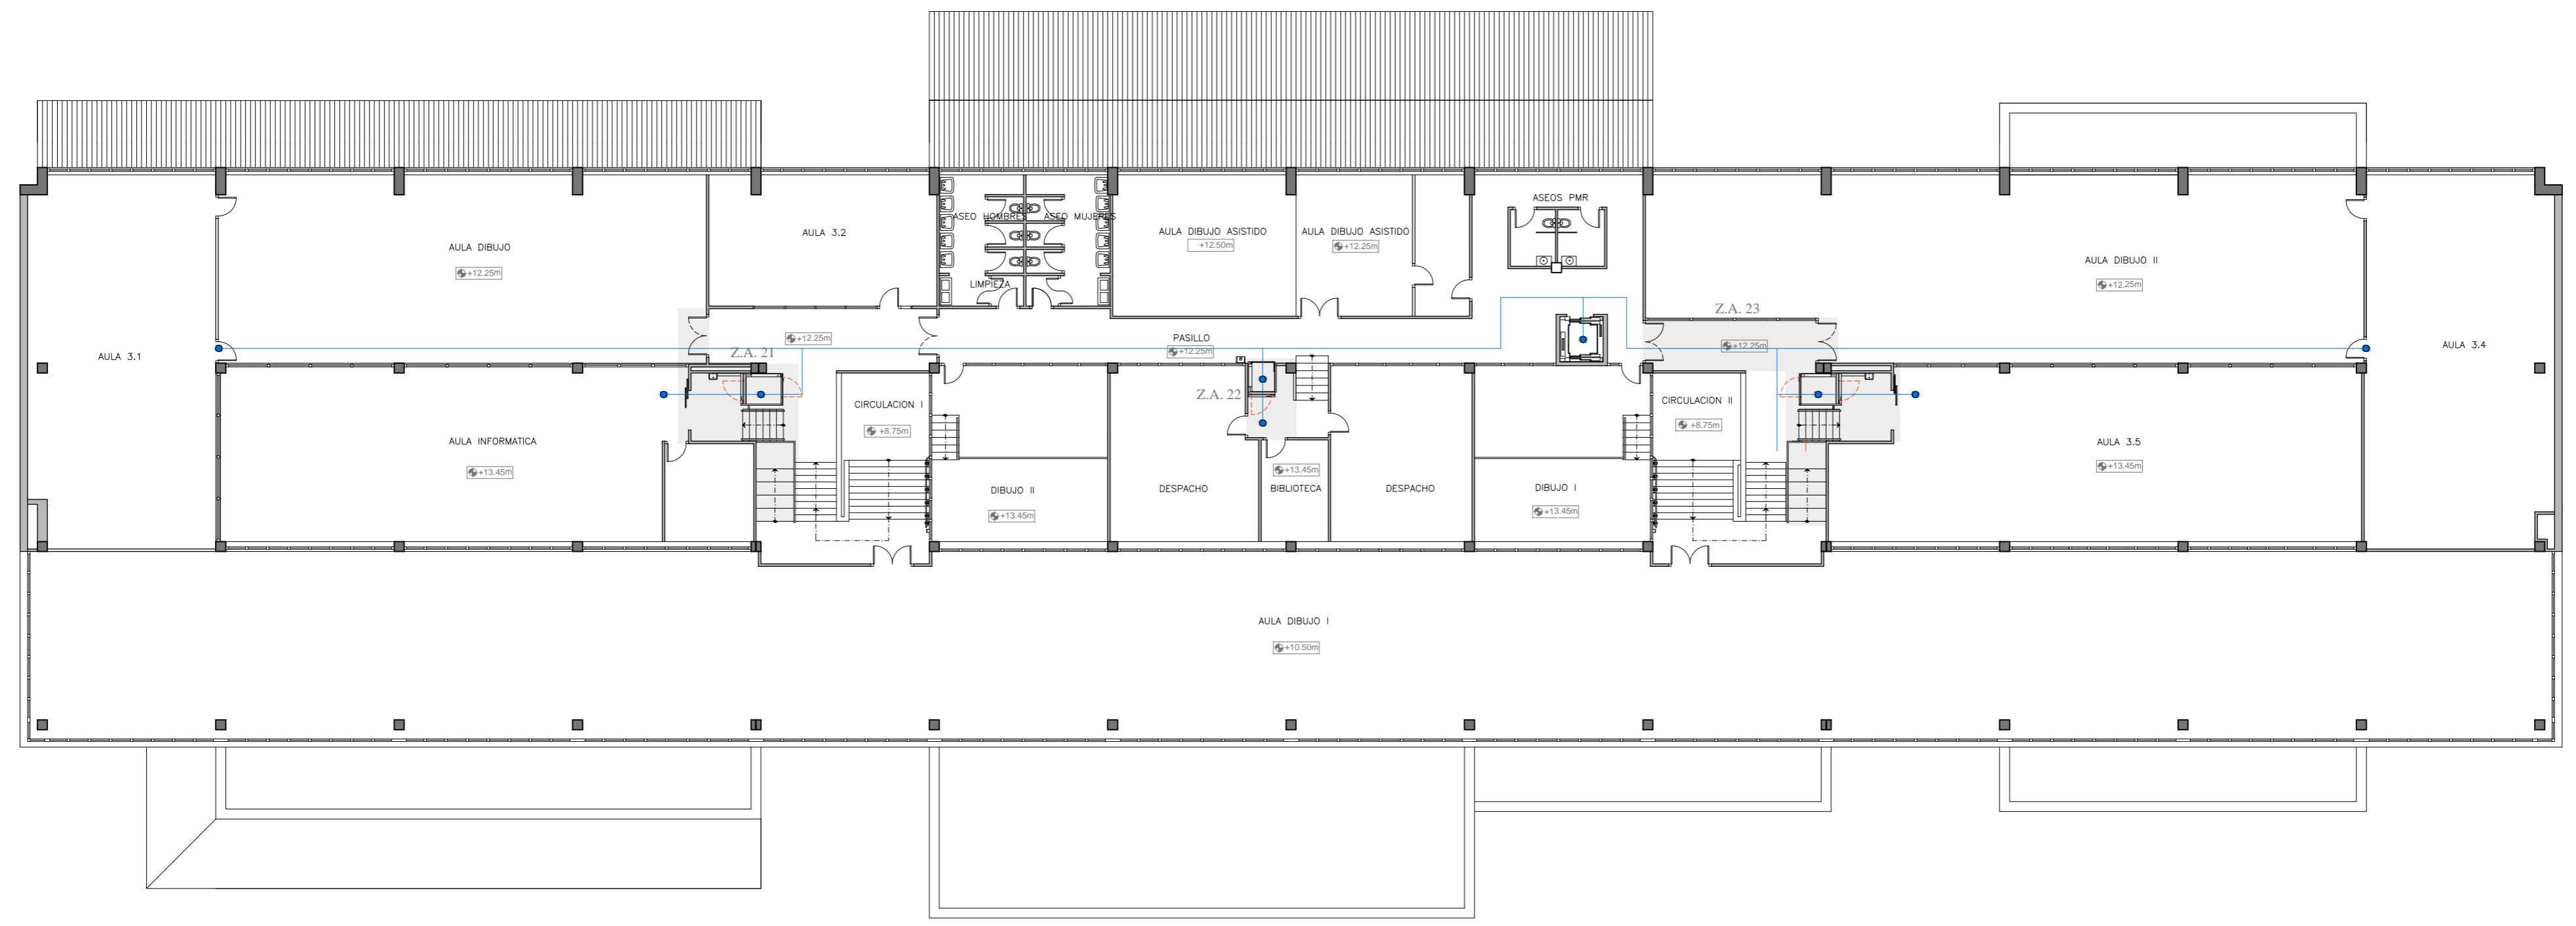 ASEOS PMR
ASEO HOMBRES
ASEO MUJERES
AULA DIBUJO
+12.25m
AULA 3.2
AULA DIBUJO ASISTIDO
+12.50m
AULA DIBUJO ASISTIDO
+12.25m
AULA DIBUJO II
+12.25m
LIMPIEZA
Z.A. 23
+12.25m
PASILLO
+12.25m
+12.25m
AULA 3.1
Z.A. 21
AULA 3.4
Z.A. 22
CIRCULACION I
+8.75m
CIRCULACION II
+8.75m
AULA INFORMATICA
+13.45m
AULA 3.5
+13.45m
DIBUJO II
+13.45m
DESPACHO
+13.45m
BIBLIOTECA
DESPACHO
DIBUJO I
+13.45m
AULA DIBUJO I
+10.50m